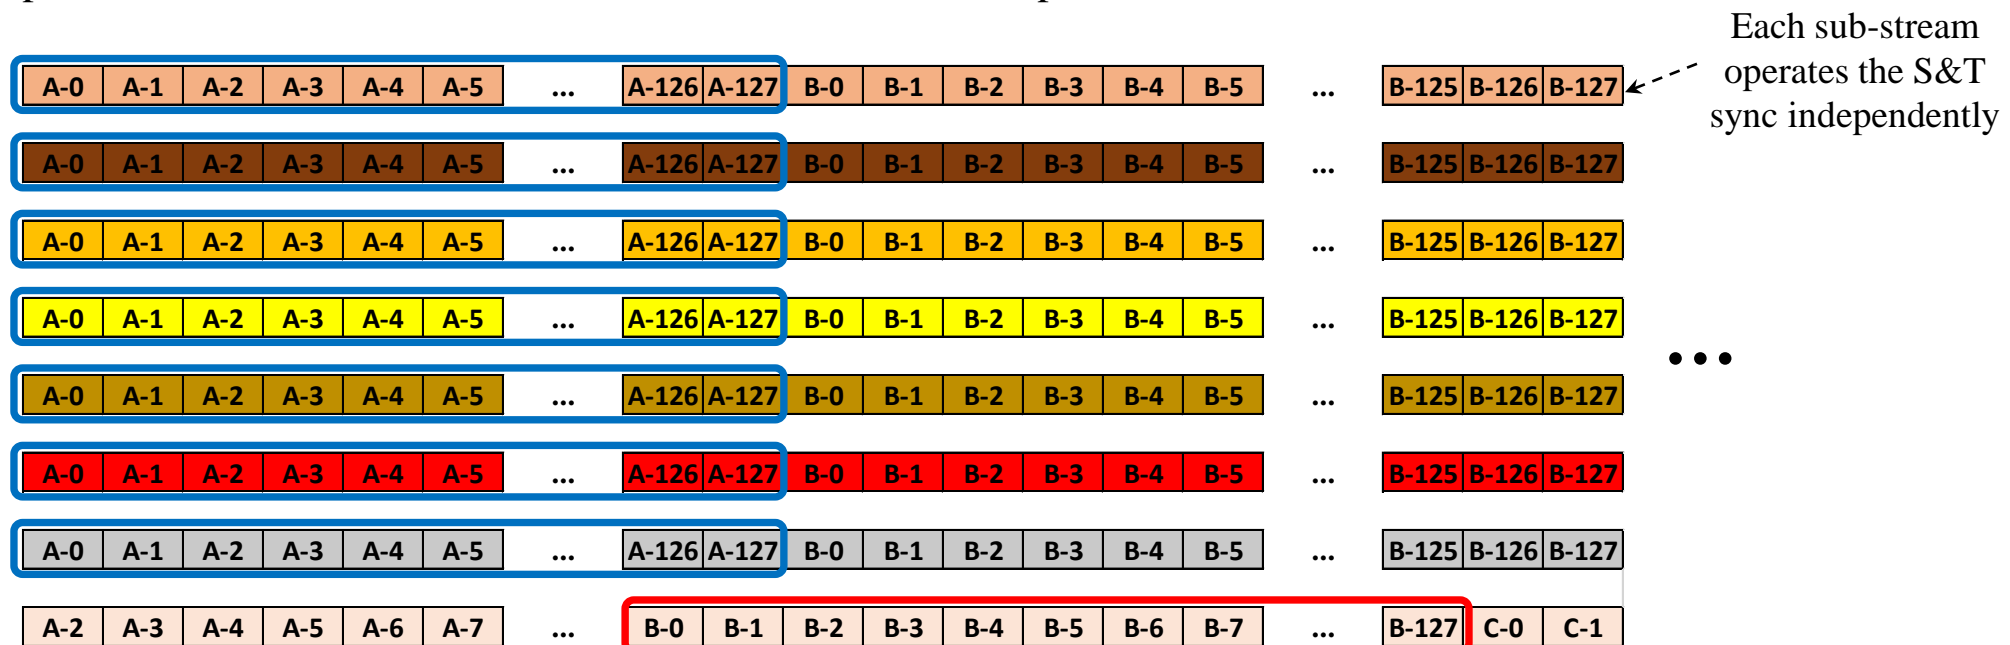 Each sub-stream
operates the S&T
sync independently
A-0 A-1 A-2 A-3 A-4 A-5 ... A-126 A-127 B-0 B-1 B-2 B-3 B-4 B-5 ... B-125 B-126 B-127
A-0 A-1 A-2 A-3 A-4 A-5 ... A-126 A-127 B-0 B-1 B-2 B-3 B-4 B-5 ... B-125 B-126 B-127
A-0 A-1 A-2 A-3 A-4 A-5 ... A-126 A-127 B-0 B-1 B-2 B-3 B-4 B-5 ... B-125 B-126 B-127
A-0 A-1 A-2 A-3 A-4 A-5 ... A-126 A-127 B-0 B-1 B-2 B-3 B-4 B-5 ... B-125 B-126 B-127
...
A-0 A-1 A-2 A-3 A-4 A-5 ... A-126 A-127 B-0 B-1 B-2 B-3 B-4 B-5 ... B-125 B-126 B-127
A-0 A-1 A-2 A-3 A-4 A-5 ... A-126 A-127 B-0 B-1 B-2 B-3 B-4 B-5 ... B-125 B-126 B-127
A-0 A-1 A-2 A-3 A-4 A-5 ... A-126 A-127 B-0 B-1 B-2 B-3 B-4 B-5 ... B-125 B-126 B-127
A-2 A-3 A-4 A-5 A-6 A-7 ... B-0 B-1 B-2 B-3 B-4 B-5 B-6 B-7 ... B-127 C-0 C-1